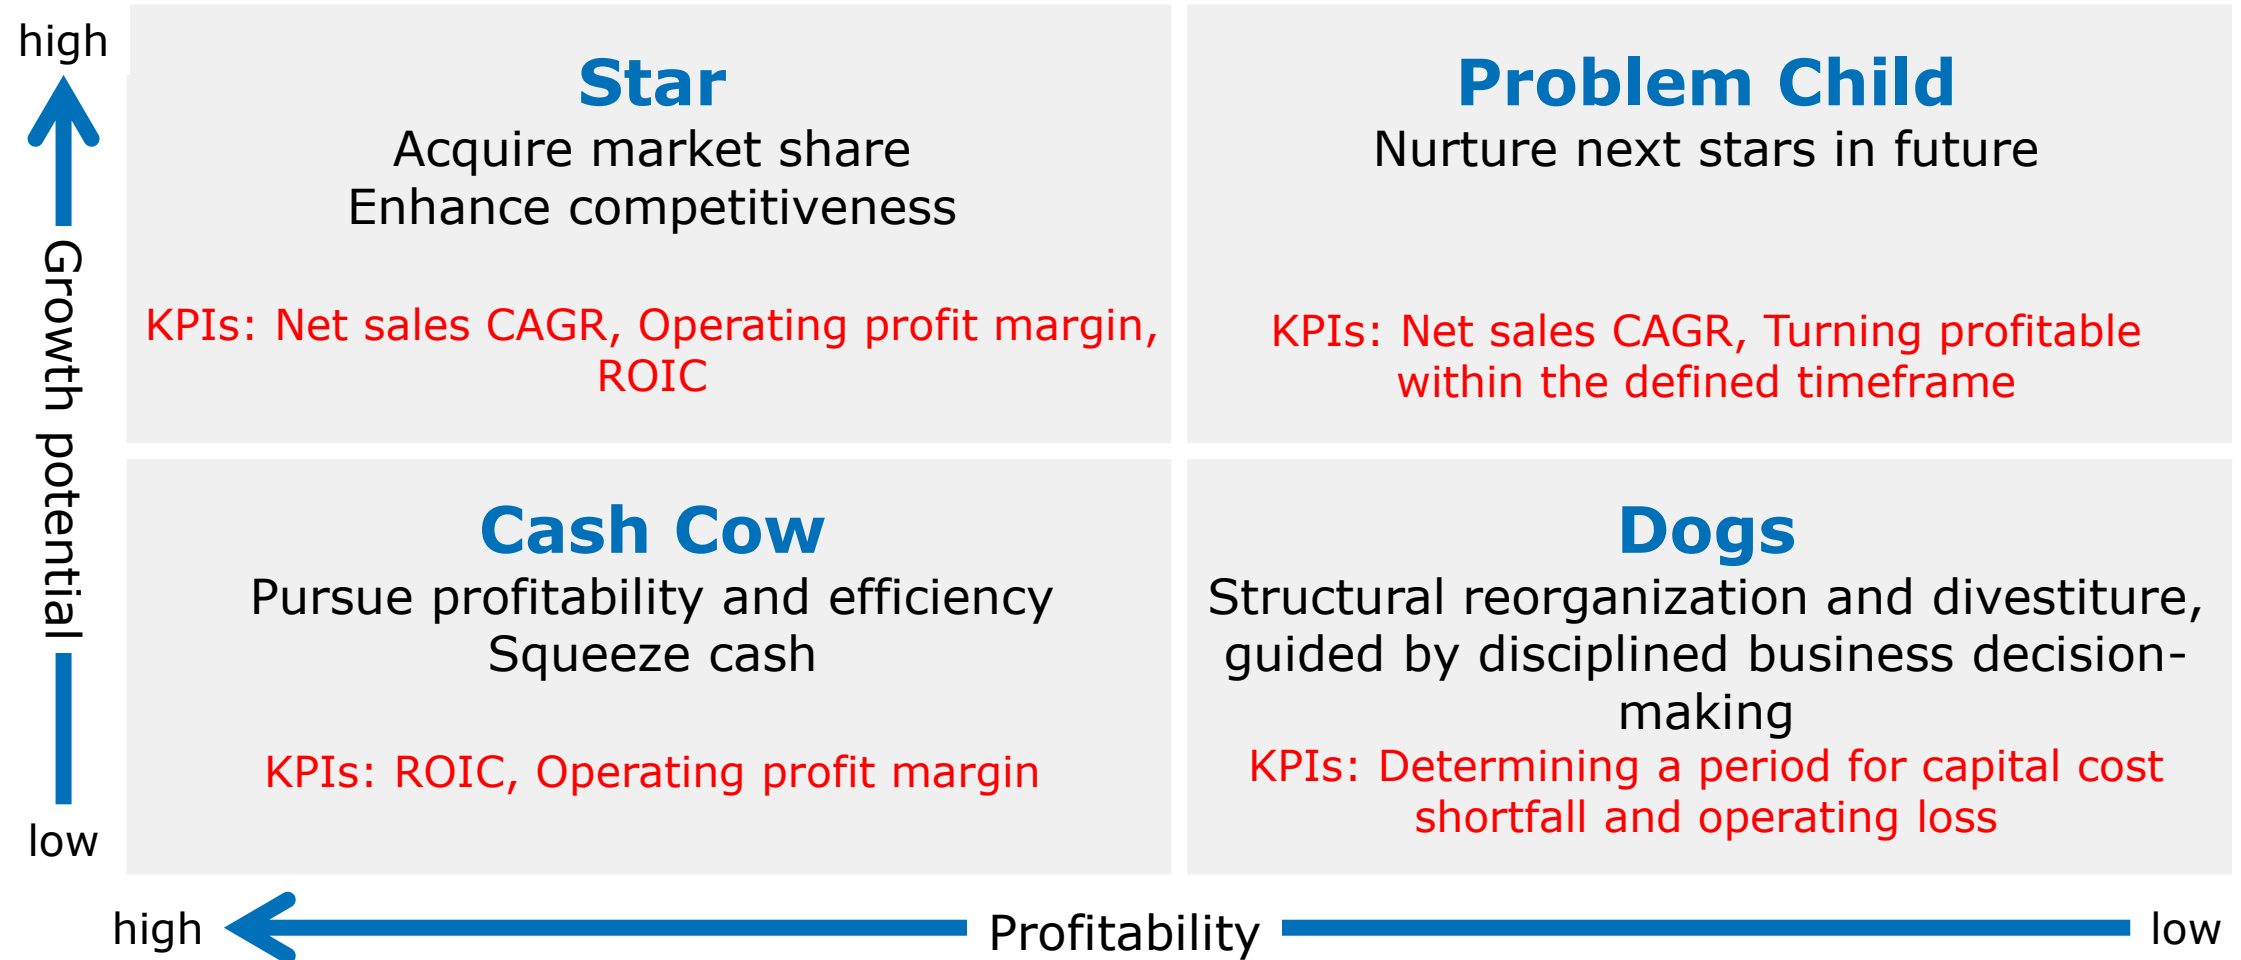 high
Star
Acquire market share
Enhance competitiveness
KPIs: Net sales CAGR, Operating profit margin,
ROIC
Problem Child
Nurture next stars in future
KPIs: Net sales CAGR, Turning profitable
within the defined timeframe
Growth potential
Cash Cow
Pursue profitability and efficiency
Squeeze cash
KPIs: ROIC, Operating profit margin
Dogs
Structural reorganization and divestiture,
guided by disciplined business decision-
making
KPIs: Determining a period for capital cost
shortfall and operating loss
low
high
Profitability
low